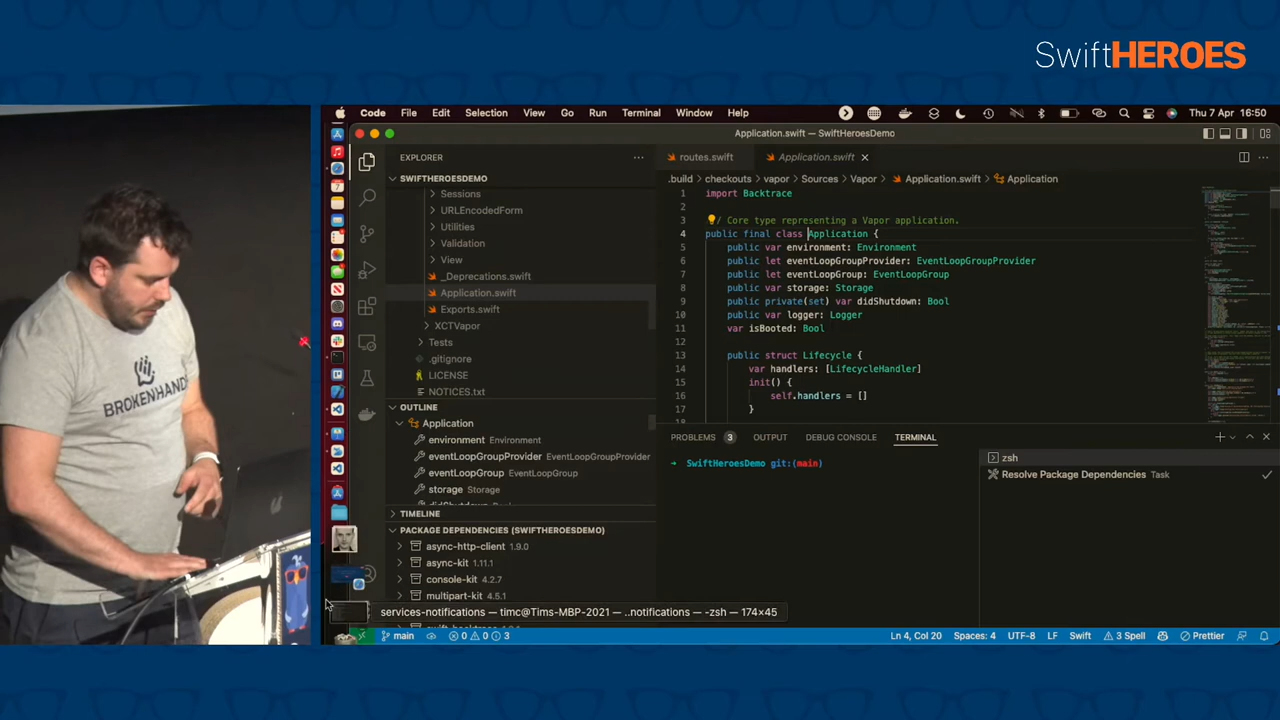 SwiftHEROES
Code File Edit Selection View Go Run Terminal Window Help
Thu 7 Apr 16:50
Application.swift — SwiftHeroesDemo
EXPLORER
SWIFTHEROESDEMO
Sessions
URLEncodedForm
Utilities
Validation
View
_Deprecations.swift
Application.swift
Exports.swift
XCTVapor
Tests
.gitignore
LICENSE
NOTICES.txt
OUTLINE
Application
environment Environment
eventLoopGroupProvider EventLoopGroupProvider
eventLoopGroup EventLoopGroup
storage Storage
TIMELINE
PACKAGE DEPENDENCIES (SWIFTHEROESDEMO)
async-http-client 1.9.0
async-kit 1.11.1
console-kit 4.2.7
multipart-kit 4.5.1
routes.swift Application.swift
.build checkouts vapor Sources Vapor Application.swift Application
1 import Backtrace
2
3 / Core type representing a Vapor application.
4 public final class Application {
5 public var environment: Environment
6 public let eventLoopGroupProvider: EventLoopGroupProvider
7 public let eventLoopGroup: EventLoopGroup
8 public var storage: Storage
9 public private(set) var didShutdown: Bool
10 public var logger: Logger
11 var isBooted: Bool
12
13 public struct Lifecycle {
14 var handlers: [LifecycleHandler]
15 init() {
16 self.handlers = []
17 }
PROBLEMS 3 OUTPUT DEBUG CONSOLE TERMINAL
SwiftHeroesDemo git:(main)
zsh
Resolve Package Dependencies Task
services-notifications — timc@Tims-MBP-2021 — ..notifications — -zsh — 174×45
main 0 0 3
Ln 4, Col 20 Spaces: 4 UTF-8 LF Swift 3 Spell Prettier
BROKENHANDS